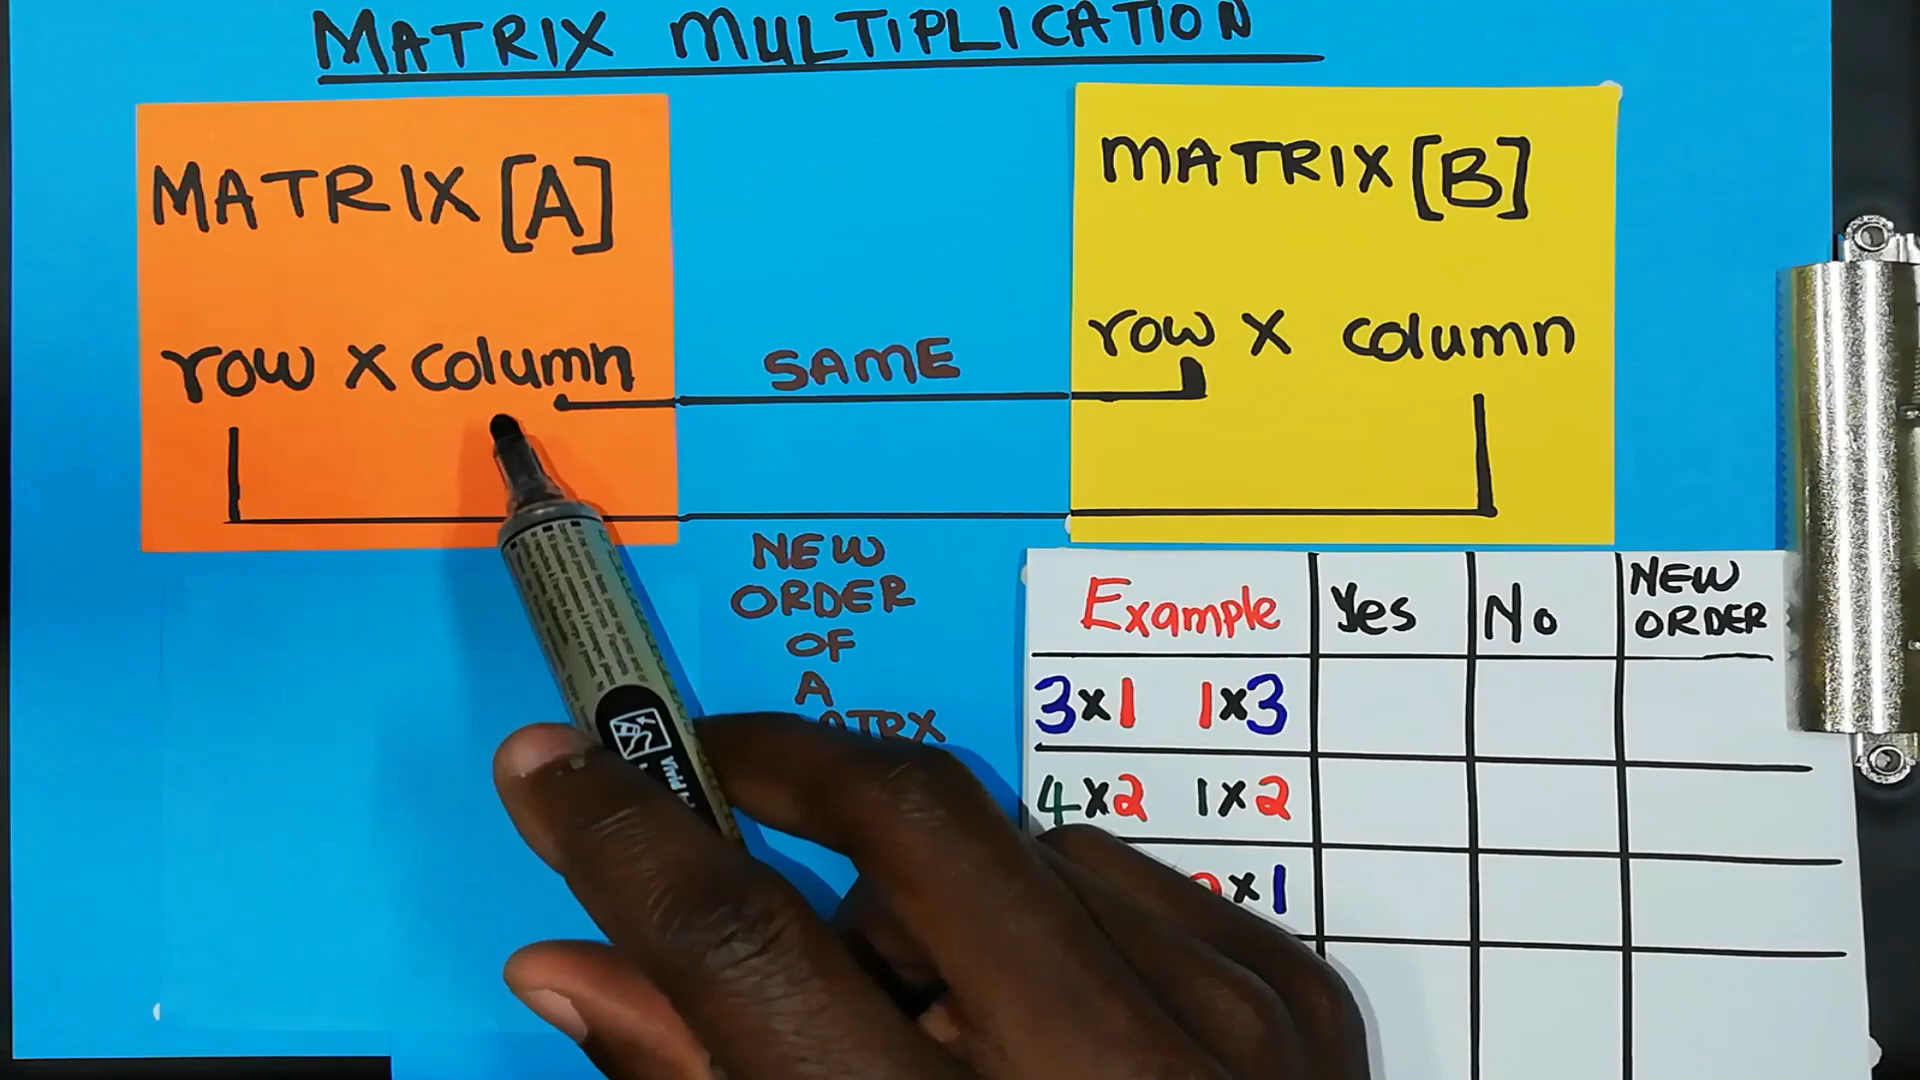 MATRIX MULTIPLICATION
MATRIX [A]
row x column
SAME
MATRIX [B]
row x column
NEW
ORDER
OF
A
Example Yes No NEW ORDER
3x1 1x3
4x2 1x2
x1
Vivid